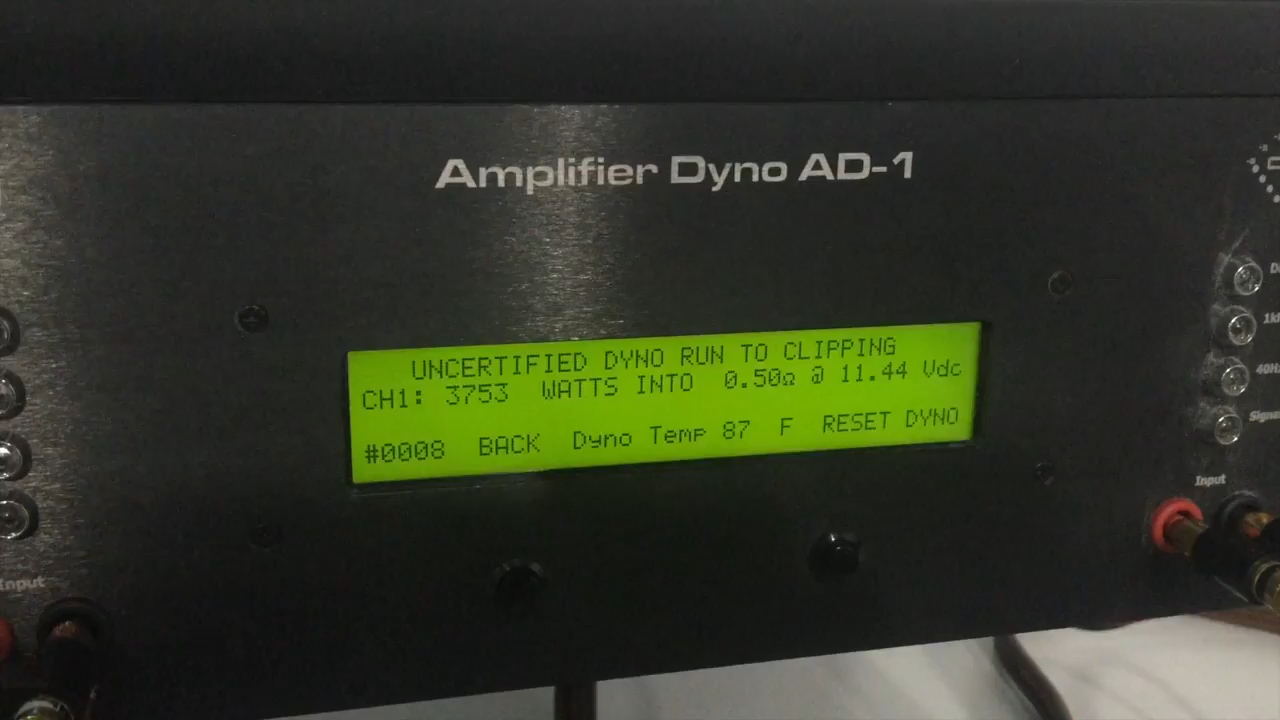 Amplifier Dyno AD-1
UNCERTIFIED DYNO RUN TO CLIPPING
CH1: 3753 WATTS INTO 0.50Ω @ 11.44 Vdc
#0008 BACK Dyno Temp 87 F RESET DYNO
Input
Input